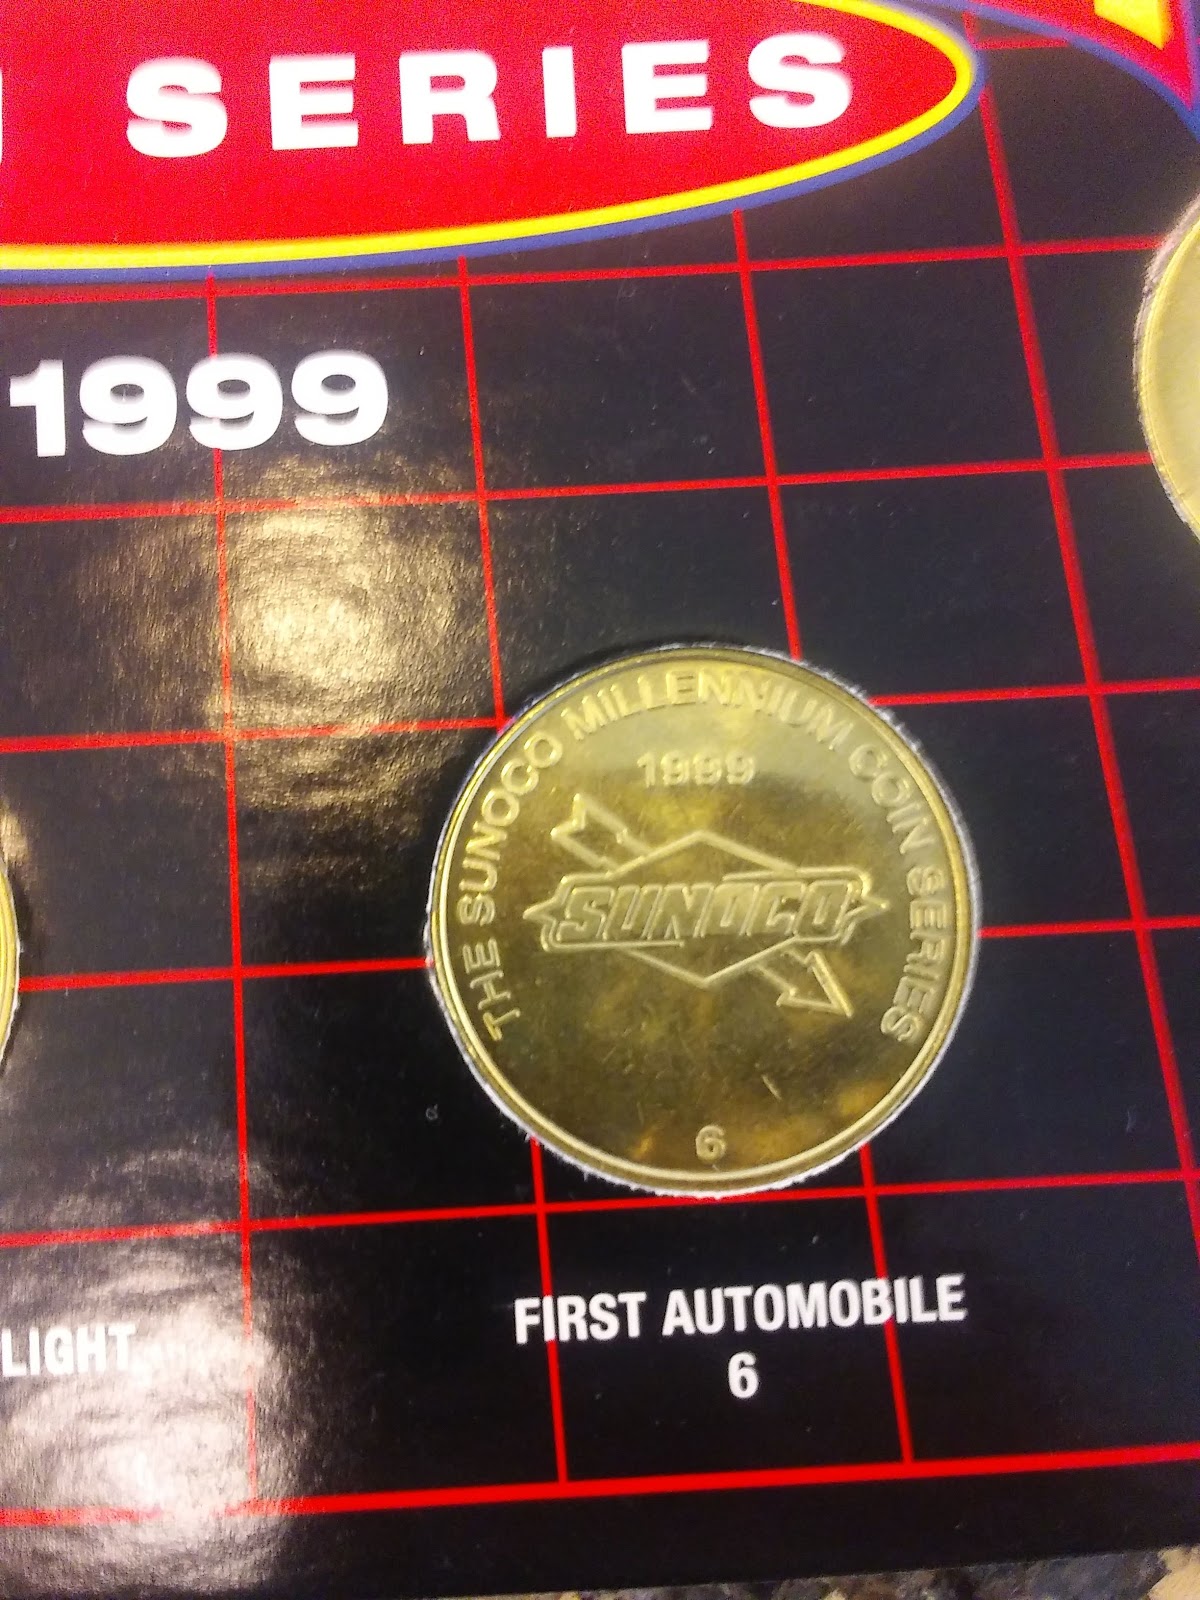 SERIES
1999
THE SUNOCO MILLENNIUM COIN SERIES
1999
SUNOCO
6
LIGHT
FIRST AUTOMOBILE
6